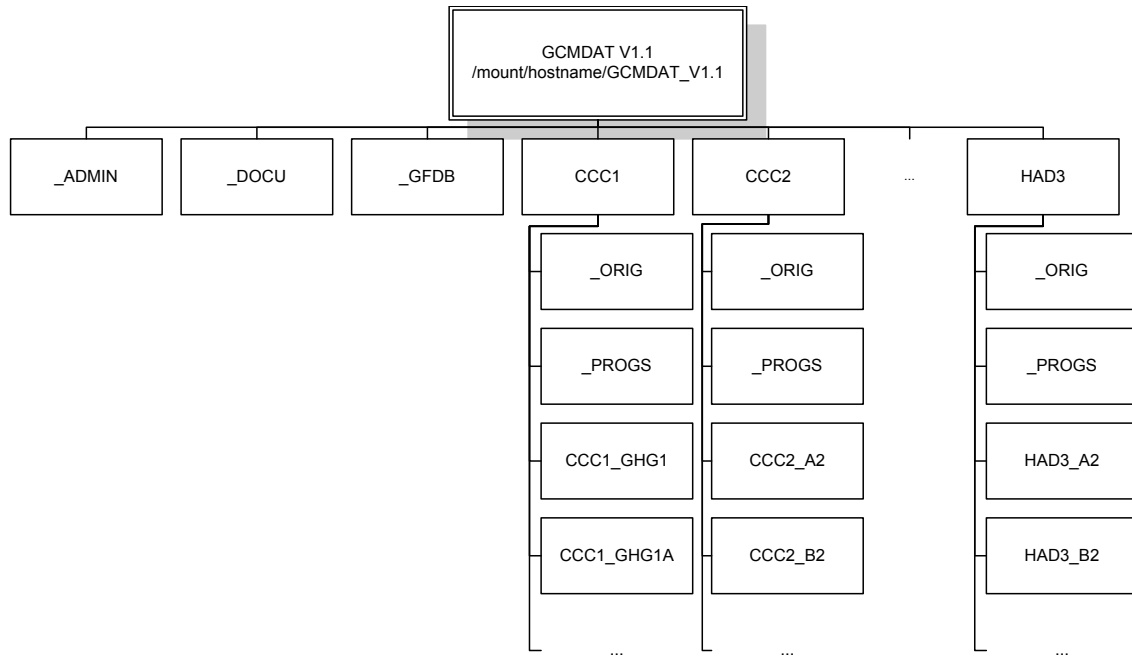 GCMDAT V1.1
/mount/hostname/GCMDAT_V1.1
_ADMIN
_DOCU
_GFDB
CCC1
CCC2
...
HAD3
_ORIG
_ORIG
_ORIG
_PROGS
_PROGS
_PROGS
CCC1_GHG1
CCC2_A2
HAD3_A2
CCC1_GHG1A
CCC2_B2
HAD3_B2
...
...
...